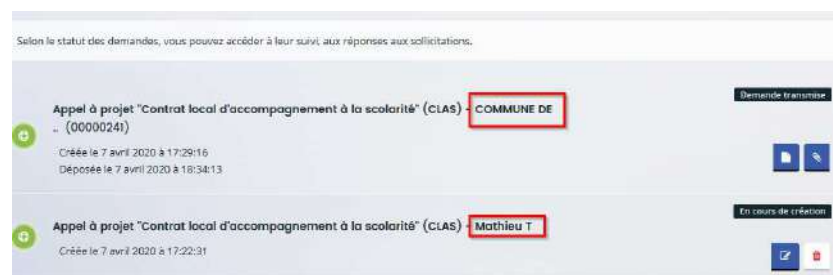 Selon le statut des demandes, vous pouvez accéder à leur suivi, aux réponses aux sollicitations.
Demande transmise
Appel à projet "Contrat local d'accompagnement à la scolarité" (CLAS) - COMMUNE DE
.. (00000241)
Créée le 7 avril 2020 à 17:29:16
Déposée le 7 avril 2020 à 18:34:13
En cours de création
Appel à projet "Contrat local d'accompagnement à la scolarité" (CLAS) - Mathieu T
Créée le 7 avril 2020 à 17:22:31